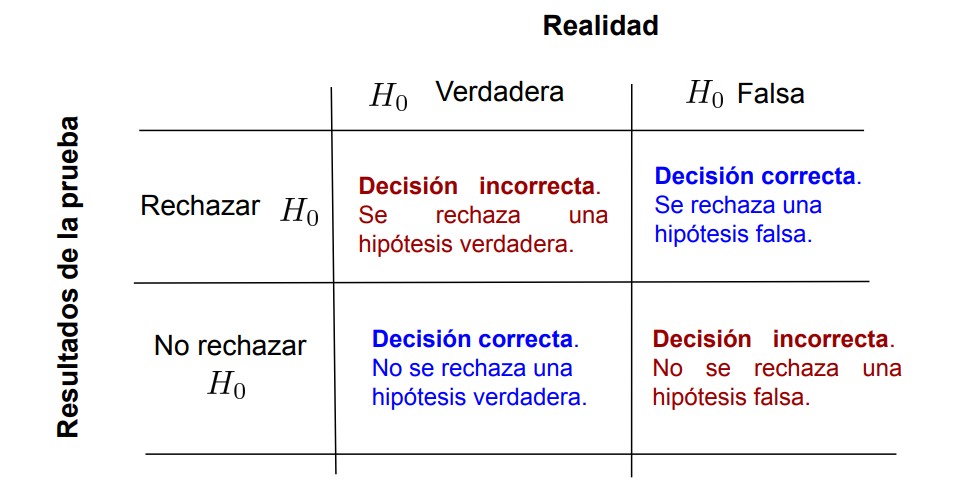 Realidad
H₀ Verdadera
H₀ Falsa
Resultados de la prueba
Rechazar H₀
Decisión incorrecta.
Se rechaza una
hipótesis verdadera.
Decisión correcta.
Se rechaza una
hipótesis falsa.
No rechazar
H₀
Decisión correcta.
No se rechaza una
hipótesis verdadera.
Decisión incorrecta.
No se rechaza una
hipótesis falsa.